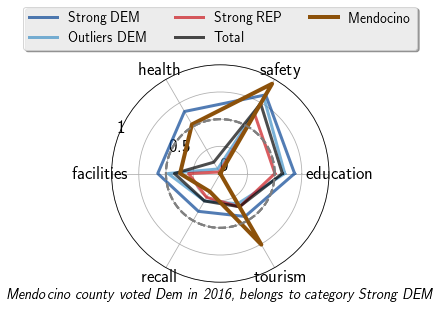 Strong DEM Strong REP Mendocino
Outliers DEM Total
health safety
1
0.5
0
facilities education
recall tourism
Mendocino county voted Dem in 2016, belongs to category Strong DEM